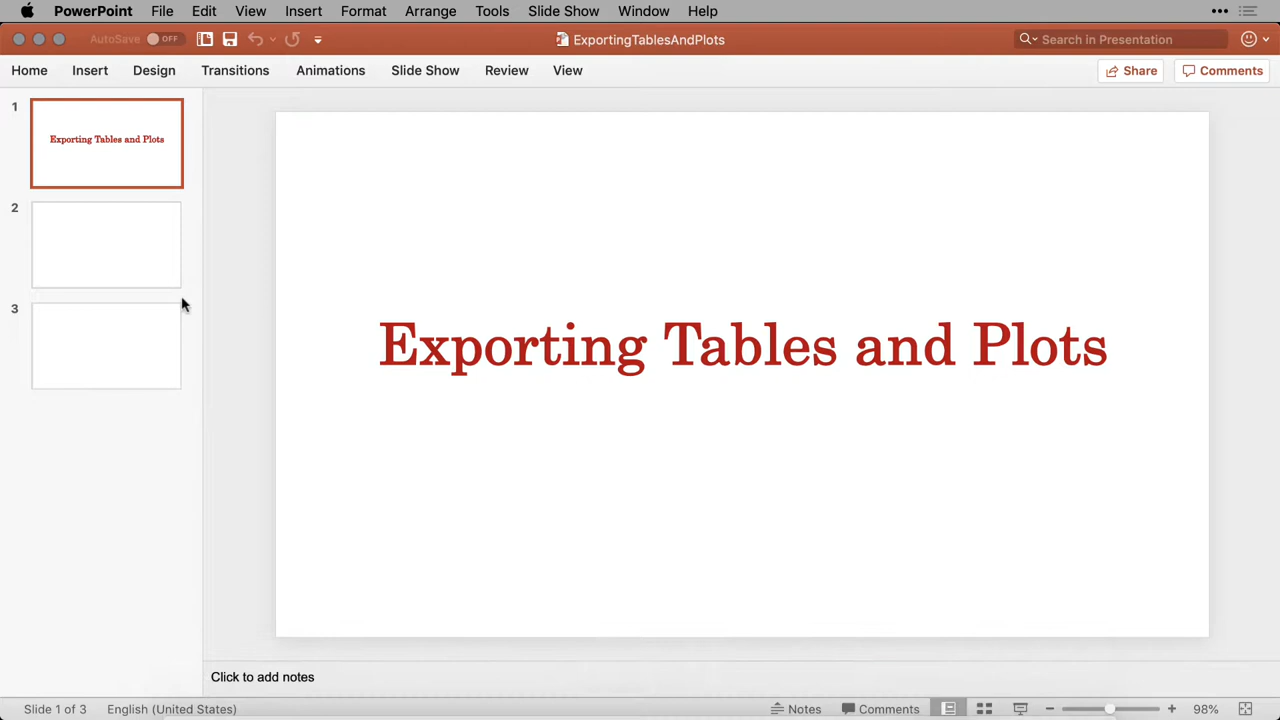 PowerPoint File Edit View Insert Format Arrange Tools Slide Show Window Help
AutoSave OFF ExportingTablesAndPlots Search in Presentation
Home Insert Design Transitions Animations Slide Show Review View Share Comments
1
Exporting Tables and Plots
2
3
Exporting Tables and Plots
Click to add notes
Slide 1 of 3 English (United States) Notes Comments 98%